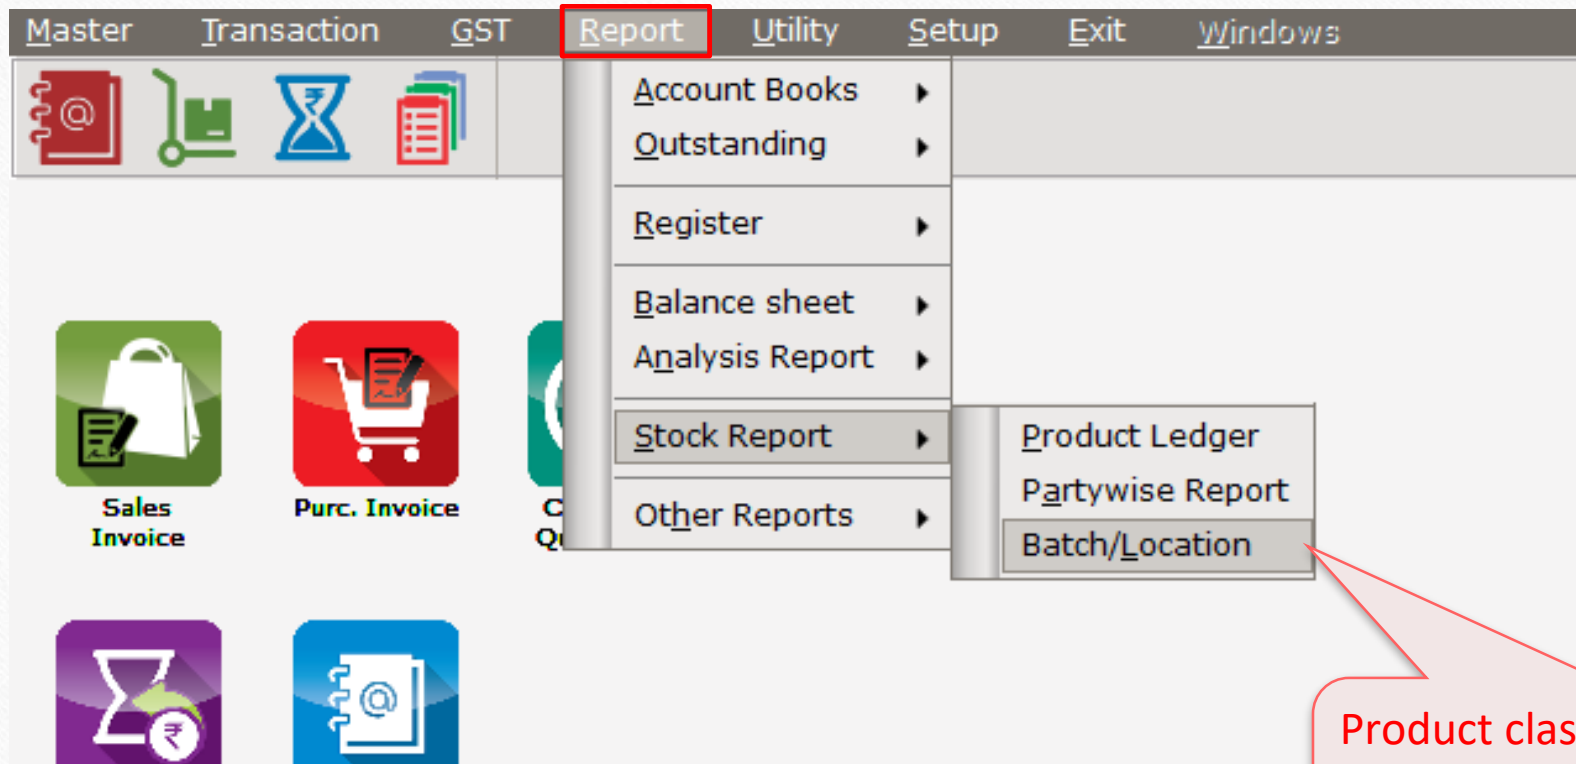 Master Transaction GST Report Utility Setup Exit Windows
Account Books
Outstanding
Register
Balance sheet
Analysis Report
Stock Report
Other Reports
Product Ledger
Partywise Report
Batch/Location
Sales
Invoice
Purc. Invoice
Product